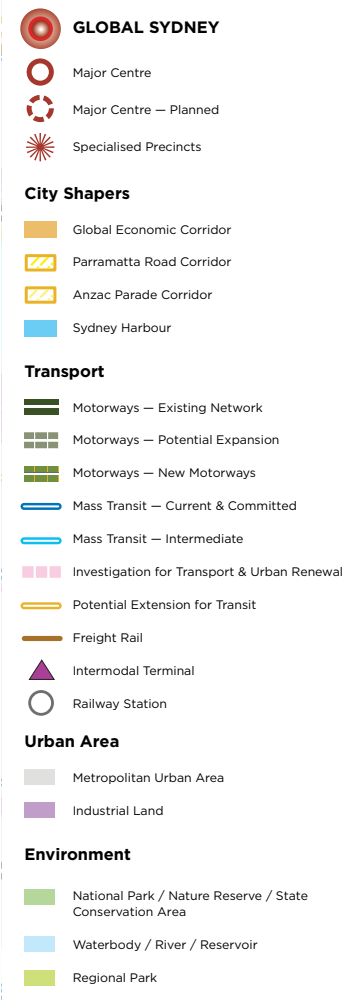 GLOBAL SYDNEY
Major Centre
Major Centre — Planned
Specialised Precincts
City Shapers
Global Economic Corridor
Parramatta Road Corridor
Anzac Parade Corridor
Sydney Harbour
Transport
Motorways — Existing Network
Motorways — Potential Expansion
Motorways — New Motorways
Mass Transit — Current & Committed
Mass Transit — Intermediate
Investigation for Transport & Urban Renewal
Potential Extension for Transit
Freight Rail
Intermodal Terminal
Railway Station
Urban Area
Metropolitan Urban Area
Industrial Land
Environment
National Park / Nature Reserve / State
Conservation Area
Waterbody / River / Reservoir
Regional Park